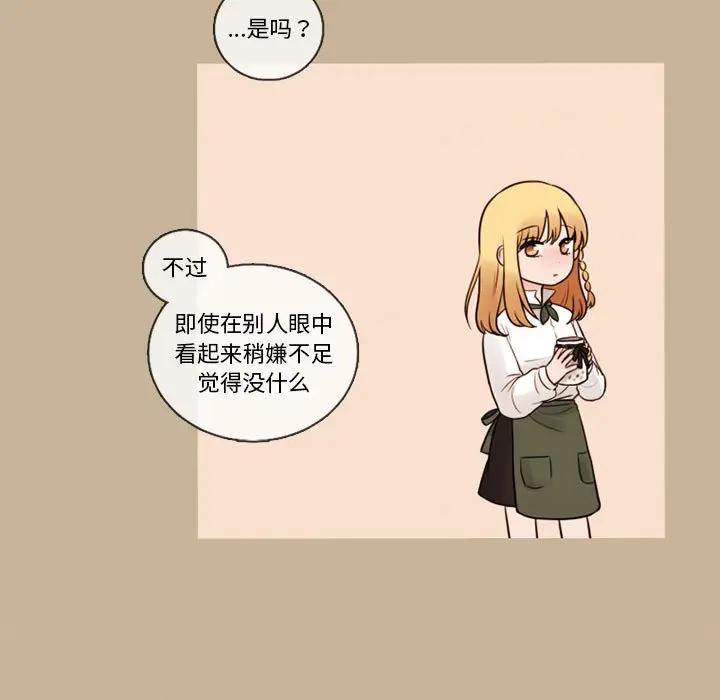 ...是吗？
不过
即使在别人眼中
看起来稍嫌不足
觉得没什么